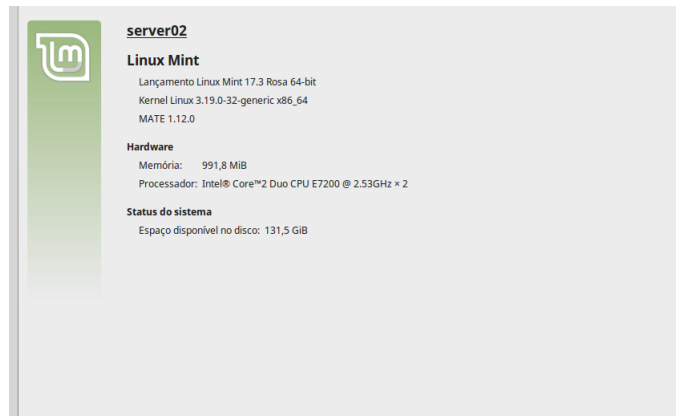 server02
Linux Mint
Lançamento Linux Mint 17.3 Rosa 64-bit
Kernel Linux 3.19.0-32-generic x86_64
MATE 1.12.0
Hardware
Memória: 991,8 MiB
Processador: Intel® Core™2 Duo CPU E7200 @ 2.53GHz × 2
Status do sistema
Espaço disponível no disco: 131,5 GiB